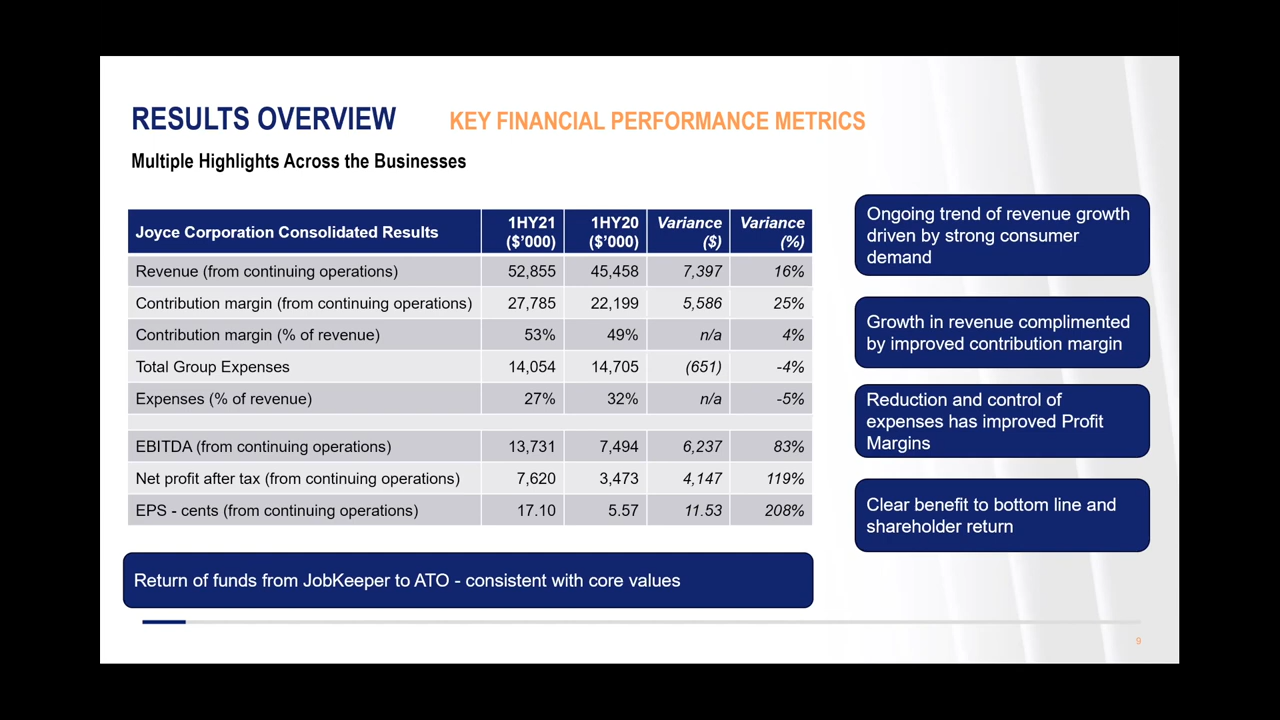 RESULTS OVERVIEW KEY FINANCIAL PERFORMANCE METRICS
Multiple Highlights Across the Businesses
Joyce Corporation Consolidated Results 1HY21 ($’000) 1HY20 ($’000) Variance ($) Variance (%)
Revenue (from continuing operations) 52,855 45,458 7,397 16%
Contribution margin (from continuing operations) 27,785 22,199 5,586 25%
Contribution margin (% of revenue) 53% 49% n/a 4%
Total Group Expenses 14,054 14,705 (651) -4%
Expenses (% of revenue) 27% 32% n/a -5%
EBITDA (from continuing operations) 13,731 7,494 6,237 83%
Net profit after tax (from continuing operations) 7,620 3,473 4,147 119%
EPS - cents (from continuing operations) 17.10 5.57 11.53 208%
Return of funds from JobKeeper to ATO - consistent with core values
Ongoing trend of revenue growth
driven by strong consumer
demand
Growth in revenue complimented
by improved contribution margin
Reduction and control of
expenses has improved Profit
Margins
Clear benefit to bottom line and
shareholder return
9